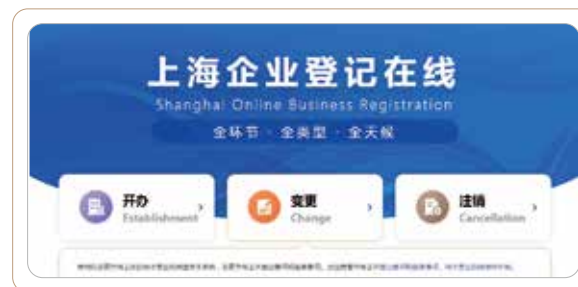 上海企业登记在线
Shanghai Online Business Registration
全环节 · 全类型 · 全天候
开办
Establishment
变更
Change
注销
Cancellation